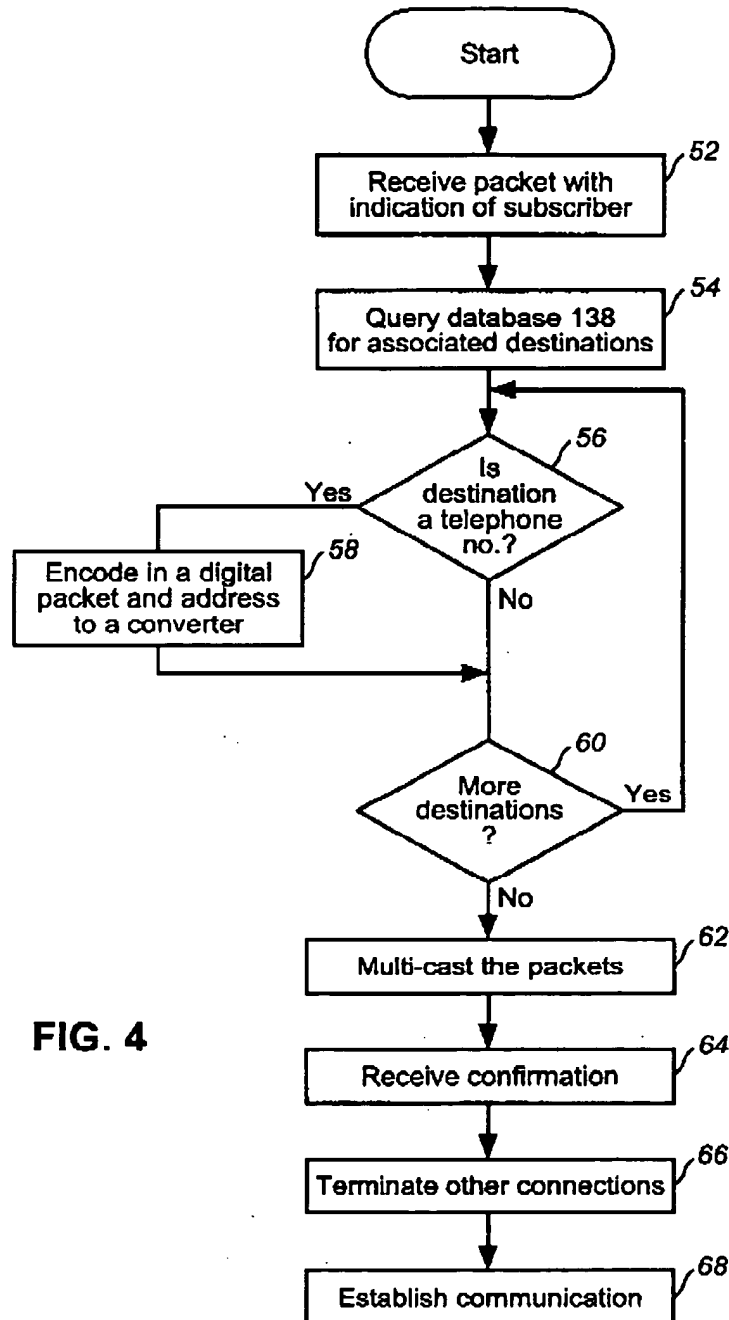 Start
52
Receive packet with
indication of subscriber
54
Query database 138
for associated destinations
56
Is
destination
a telephone
no.?
Yes
No
58
Encode in a digital
packet and address
to a converter
60
More
destinations
?
Yes
No
62
Multi-cast the packets
64
Receive confirmation
66
Terminate other connections
68
Establish communication
FIG. 4